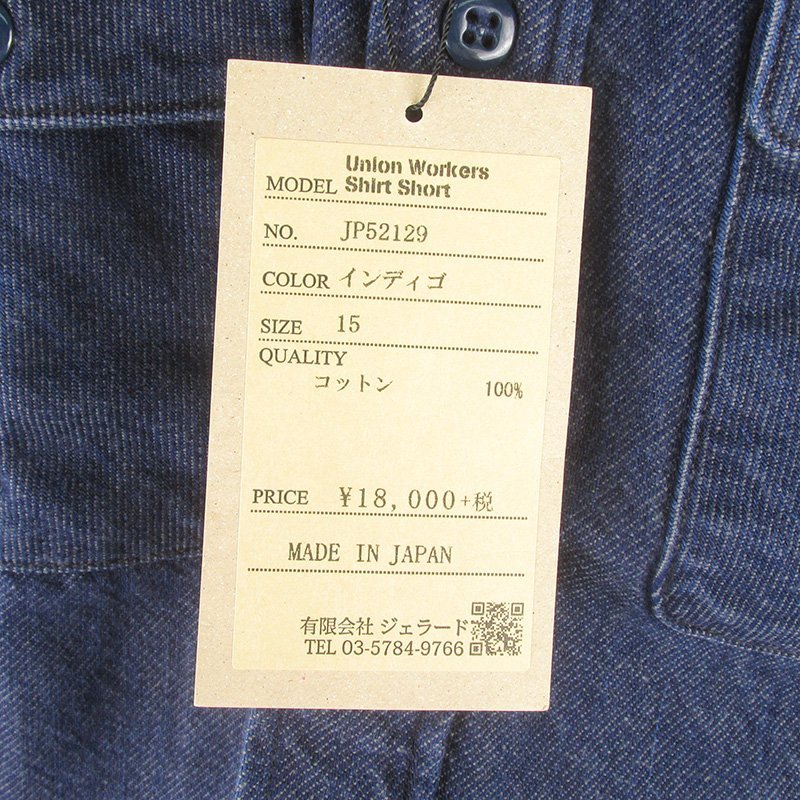 Union Workers
MODEL Shirt Short
NO. JP52129
COLOR インディゴ
SIZE 15
QUALITY
コットン 100%
PRICE ¥18,000+税
MADE IN JAPAN
有限会社 ジェラード
TEL 03-5784-9766